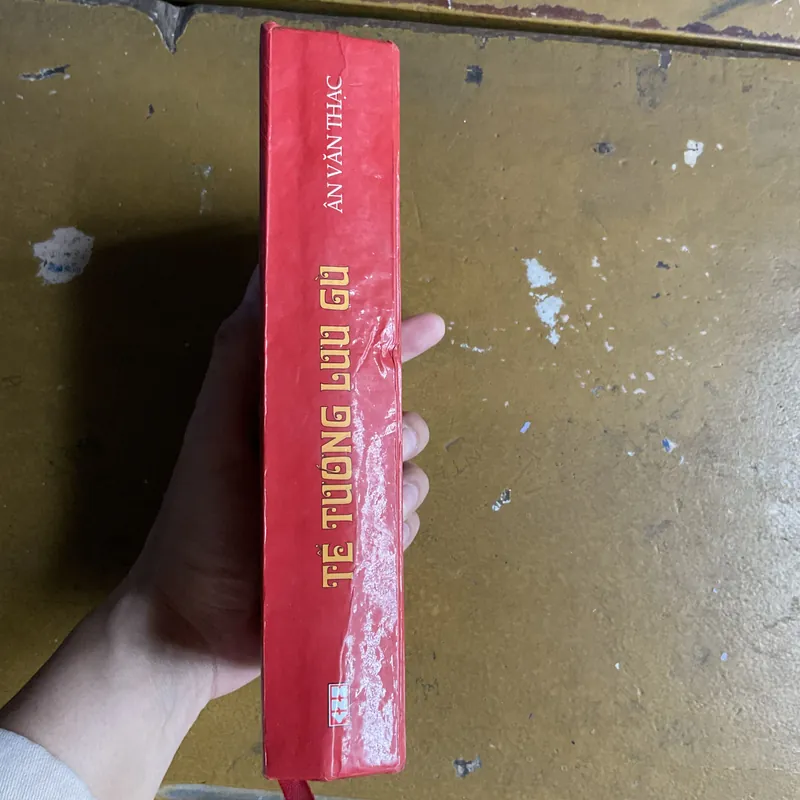 TỂ TƯỚNG LƯU GÙ
ÂN VĂN THẠC